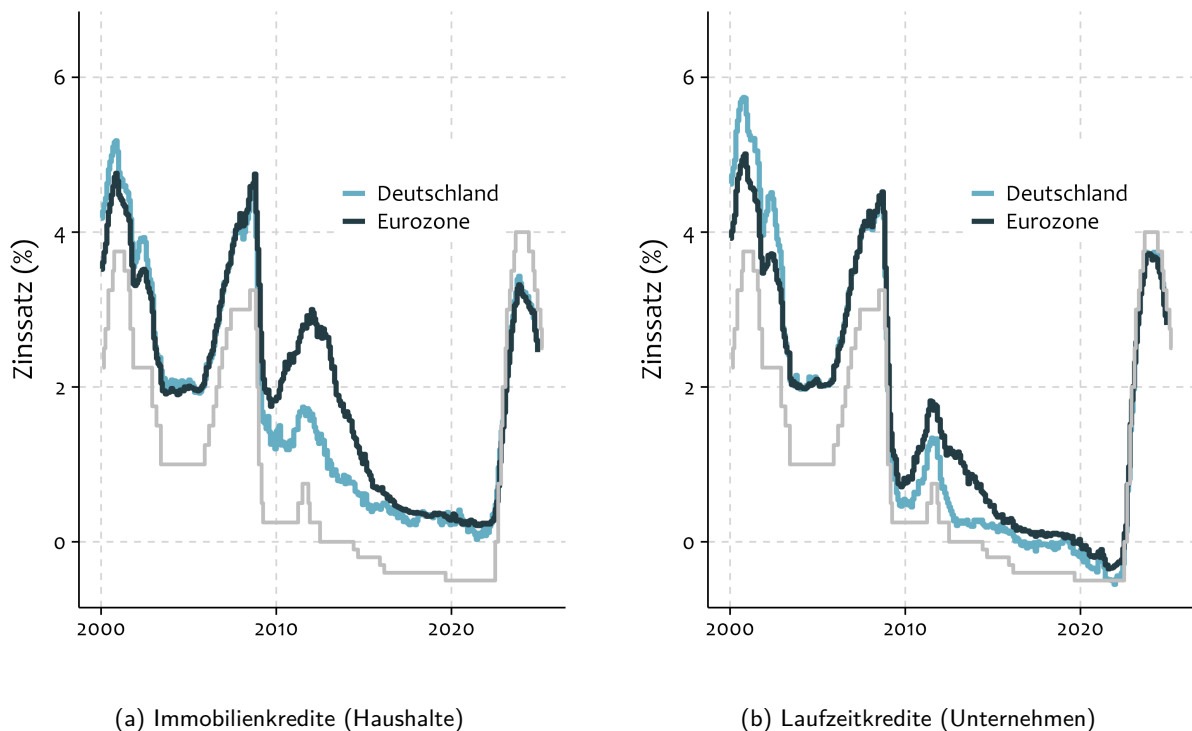 6
4
2
0
Zinssatz (%)
Deutschland
Eurozone
2000
2010
2020
(a) Immobilienkredite (Haushalte)
6
4
2
0
Zinssatz (%)
Deutschland
Eurozone
2000
2010
2020
(b) Laufzeitkredite (Unternehmen)